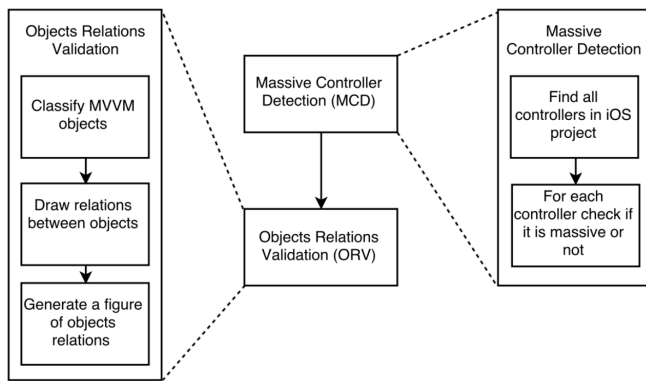 Objects Relations
Validation
Classify MVVM
objects
Draw relations
between objects
Generate a figure
of objects
relations
Massive Controller
Detection (MCD)
Objects Relations
Validation (ORV)
Massive
Controller Detection
Find all
controllers in iOS
project
For each
controller check if
it is massive or
not